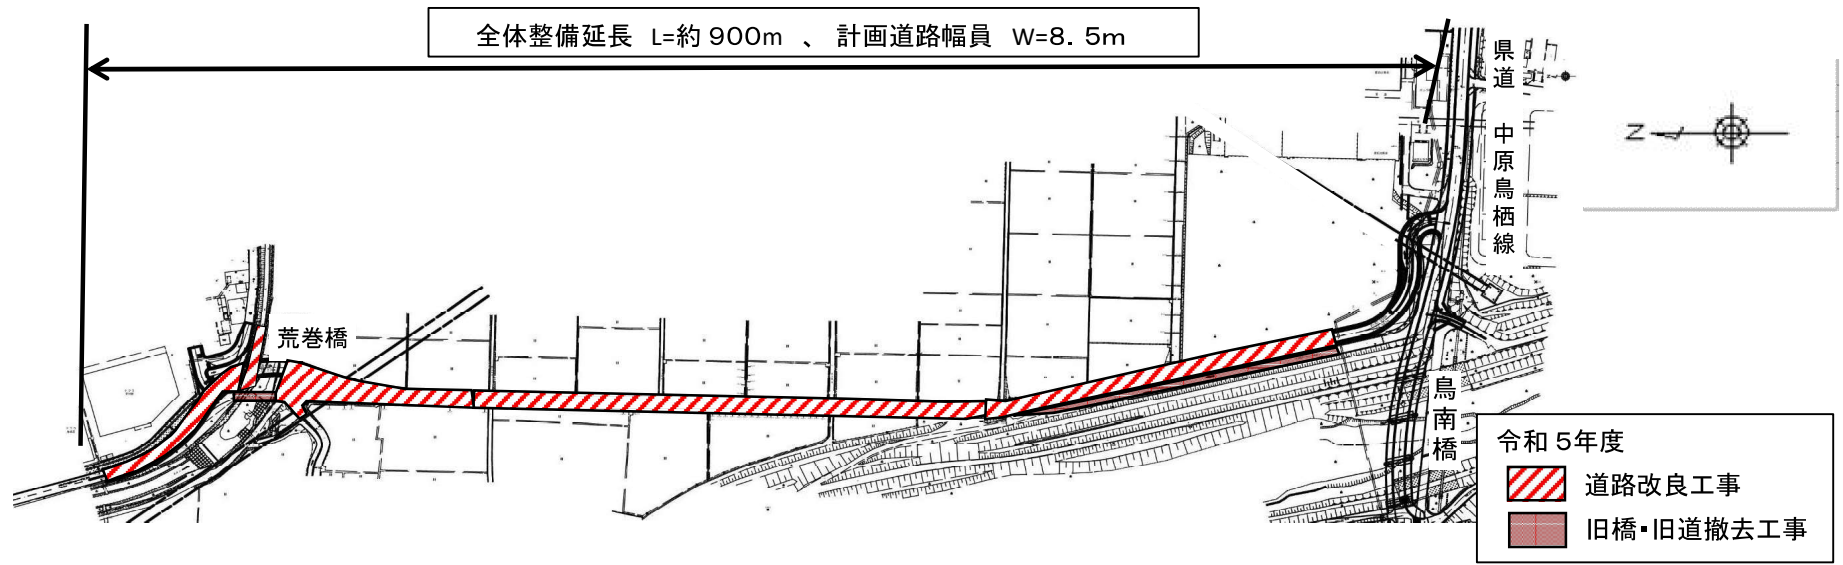 全体整備延長 L=約900m 、計画道路幅員 W=8.5m
県道 中原鳥栖線
N
荒巻橋
鳥南橋
令和5年度
道路改良工事
旧橋・旧道撤去工事